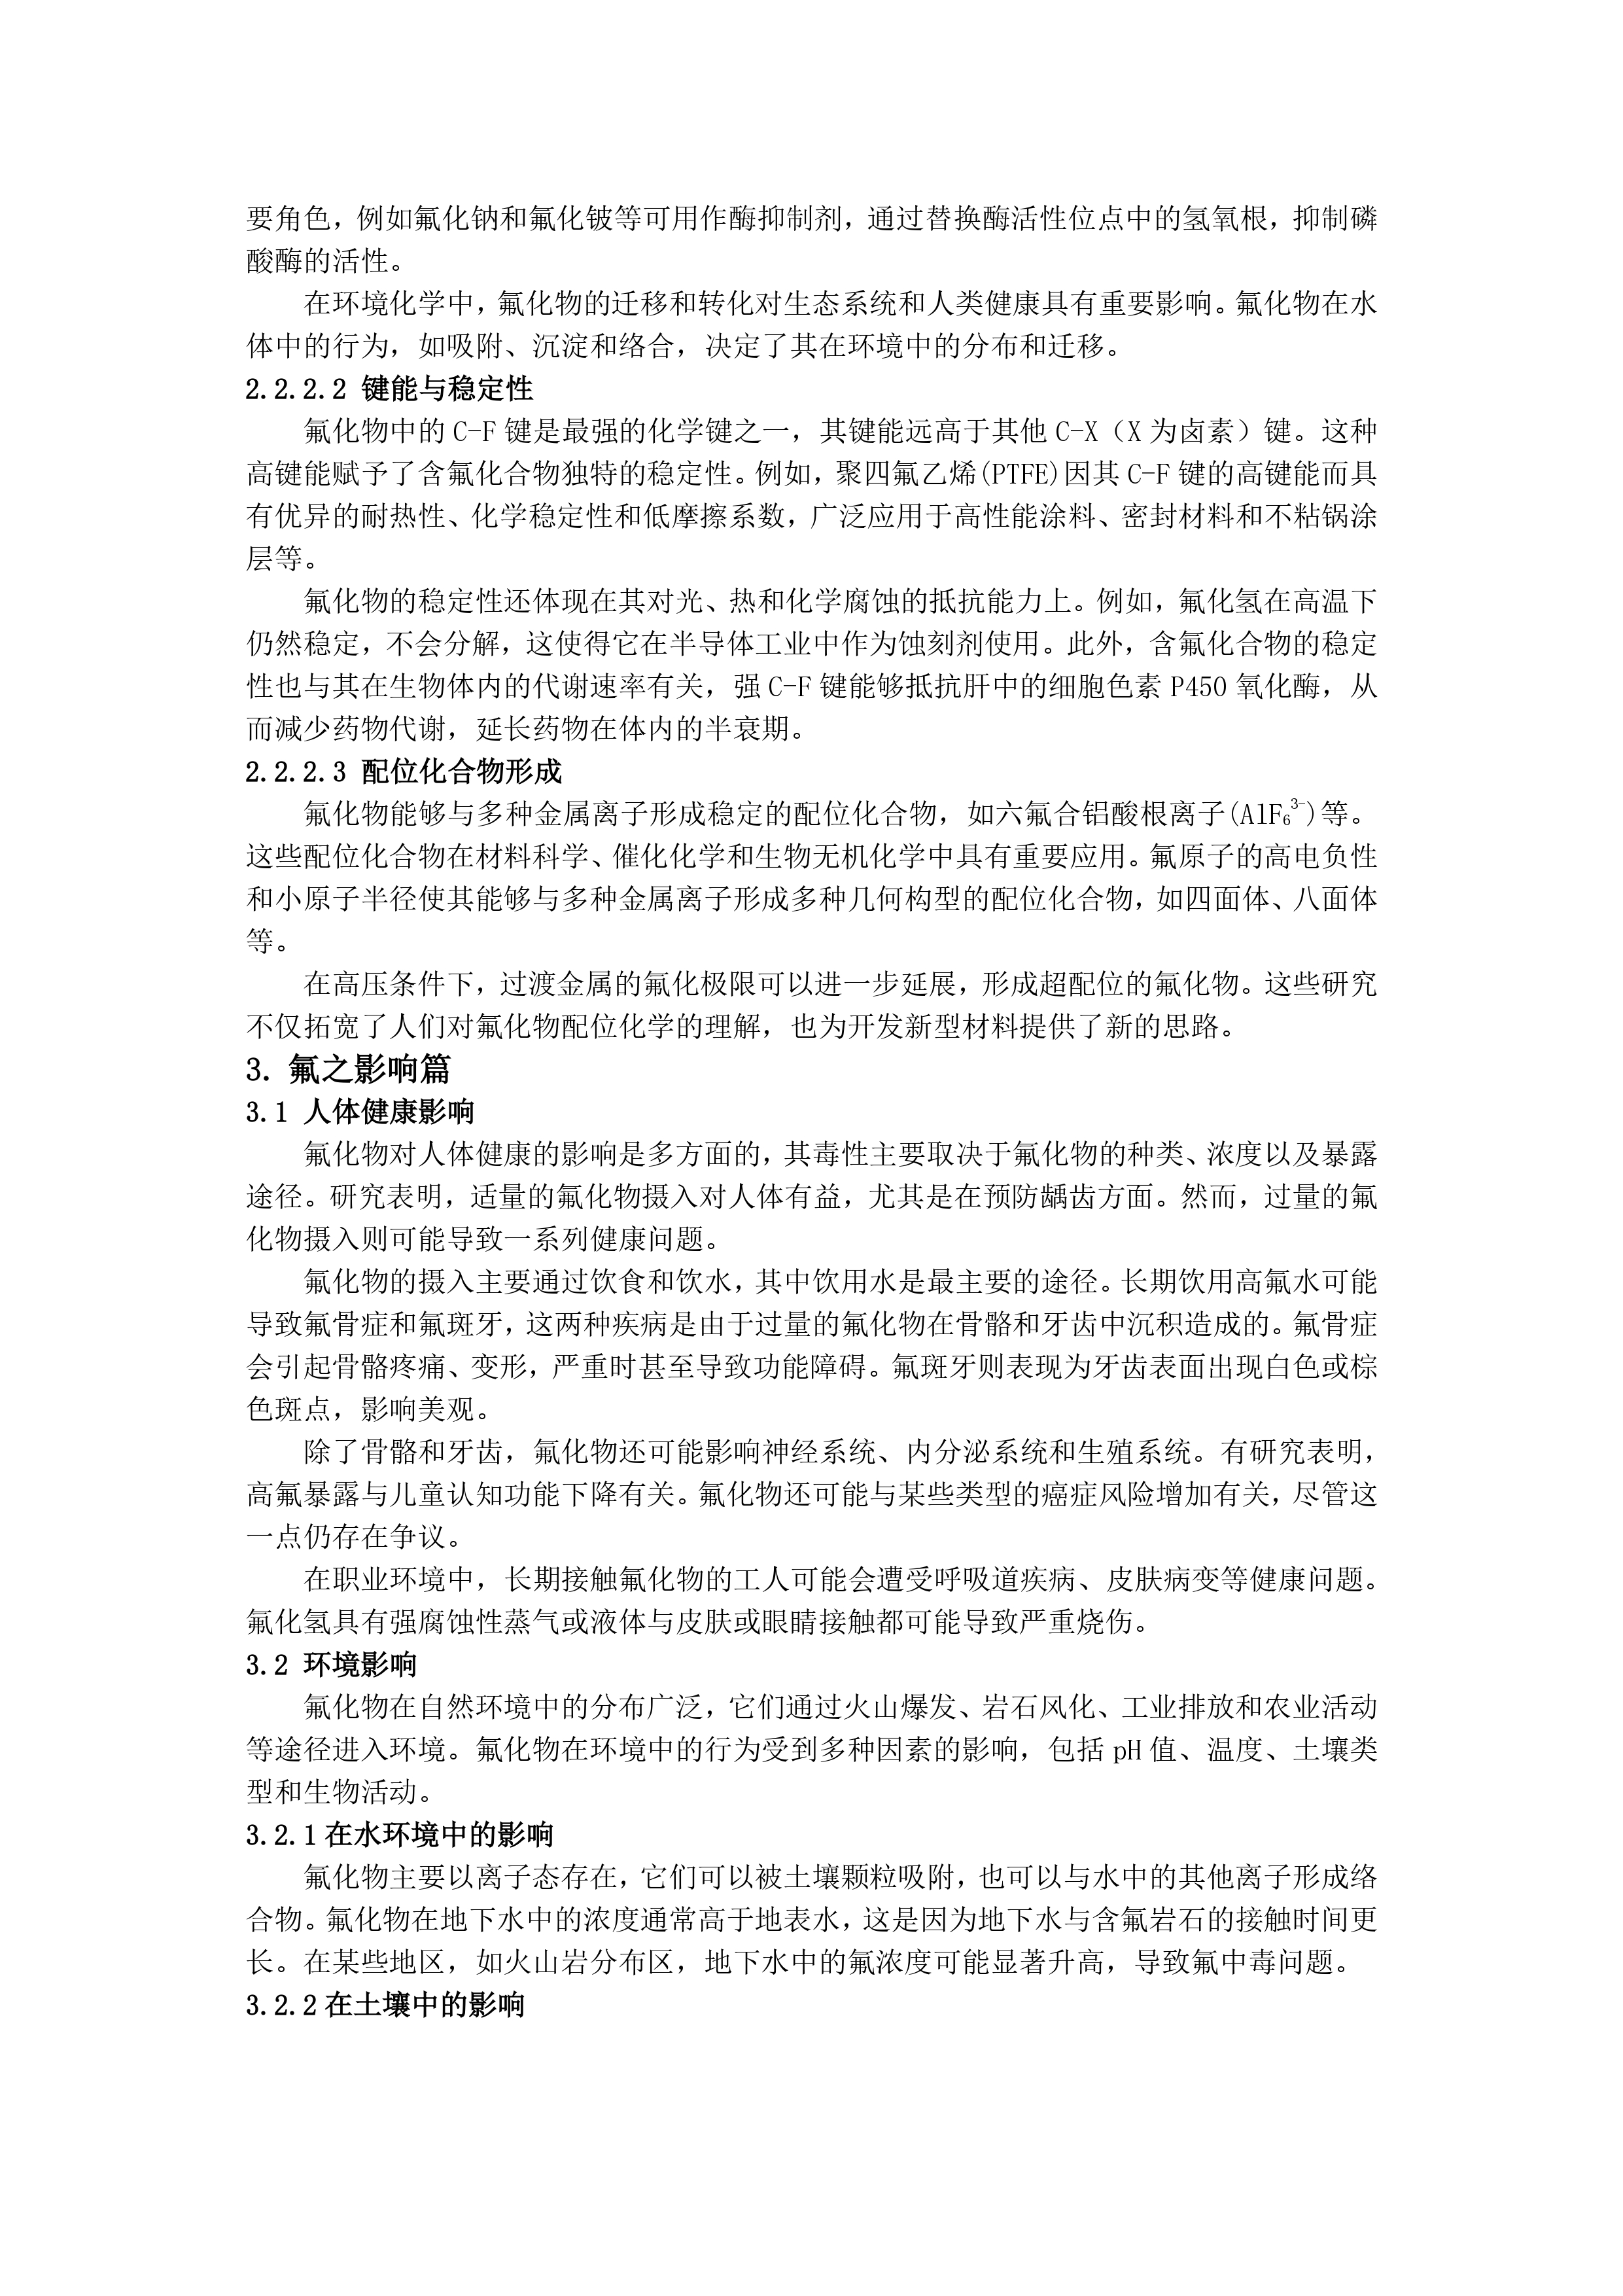 要角色，例如氟化钠和氟化铍等可用作酶抑制剂，通过替换酶活性位点中的氢氧根，抑制磷
酸酶的活性。
在环境化学中，氟化物的迁移和转化对生态系统和人类健康具有重要影响。氟化物在水
体中的行为，如吸附、沉淀和络合，决定了其在环境中的分布和迁移。
2.2.2.2 键能与稳定性
氟化物中的 C-F 键是最强的化学键之一，其键能远高于其他 C-X（X 为卤素）键。这种
高键能赋予了含氟化合物独特的稳定性。例如，聚四氟乙烯(PTFE)因其 C-F 键的高键能而具
有优异的耐热性、化学稳定性和低摩擦系数，广泛应用于高性能涂料、密封材料和不粘锅涂
层等。
氟化物的稳定性还体现在其对光、热和化学腐蚀的抵抗能力上。例如，氟化氢在高温下
仍然稳定，不会分解，这使得它在半导体工业中作为蚀刻剂使用。此外，含氟化合物的稳定
性也与其在生物体内的代谢速率有关，强 C-F 键能够抵抗肝中的细胞色素 P450 氧化酶，从
而减少药物代谢，延长药物在体内的半衰期。
2.2.2.3 配位化合物形成
氟化物能够与多种金属离子形成稳定的配位化合物，如六氟合铝酸根离子(AlF₆³⁻)等。
这些配位化合物在材料科学、催化化学和生物无机化学中具有重要应用。氟原子的高电负性
和小原子半径使其能够与多种金属离子形成多种几何构型的配位化合物，如四面体、八面体
等。
在高压条件下，过渡金属的氟化极限可以进一步延展，形成超配位的氟化物。这些研究
不仅拓宽了人们对氟化物配位化学的理解，也为开发新型材料提供了新的思路。
3. 氟之影响篇
3.1 人体健康影响
氟化物对人体健康的影响是多方面的，其毒性主要取决于氟化物的种类、浓度以及暴露
途径。研究表明，适量的氟化物摄入对人体有益，尤其是在预防龋齿方面。然而，过量的氟
化物摄入则可能导致一系列健康问题。
氟化物的摄入主要通过饮食和饮水，其中饮用水是最主要的途径。长期饮用高氟水可能
导致氟骨症和氟斑牙，这两种疾病是由于过量的氟化物在骨骼和牙齿中沉积造成的。氟骨症
会引起骨骼疼痛、变形，严重时甚至导致功能障碍。氟斑牙则表现为牙齿表面出现白色或棕
色斑点，影响美观。
除了骨骼和牙齿，氟化物还可能影响神经系统、内分泌系统和生殖系统。有研究表明，
高氟暴露与儿童认知功能下降有关。氟化物还可能与某些类型的癌症风险增加有关，尽管这
一点仍存在争议。
在职业环境中，长期接触氟化物的工人可能会遭受呼吸道疾病、皮肤病变等健康问题。
氟化氢具有强腐蚀性蒸气或液体与皮肤或眼睛接触都可能导致严重烧伤。
3.2 环境影响
氟化物在自然环境中的分布广泛，它们通过火山爆发、岩石风化、工业排放和农业活动
等途径进入环境。氟化物在环境中的行为受到多种因素的影响，包括 pH 值、温度、土壤类
型和生物活动。
3.2.1 在水环境中的影响
氟化物主要以离子态存在，它们可以被土壤颗粒吸附，也可以与水中的其他离子形成络
合物。氟化物在地下水中的浓度通常高于地表水，这是因为地下水与含氟岩石的接触时间更
长。在某些地区，如火山岩分布区，地下水中的氟浓度可能显著升高，导致氟中毒问题。
3.2.2 在土壤中的影响